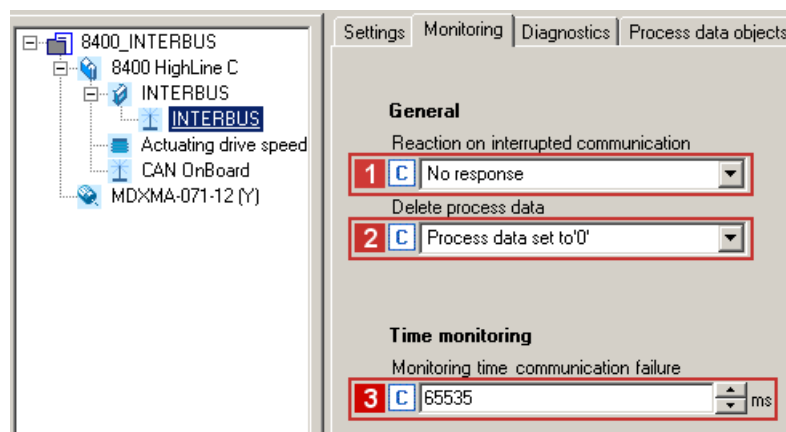 8400_INTERBUS
8400 HighLine C
INTERBUS
INTERBUS
Actuating drive speed
CAN OnBoard
MDXMA-071-12 (Y)
Settings Monitoring Diagnostics Process data objects
General
Reaction on interrupted communication
1 C No response
Delete process data
2 C Process data set to'0'
Time monitoring
Monitoring time communication failure
3 C 65535 ms